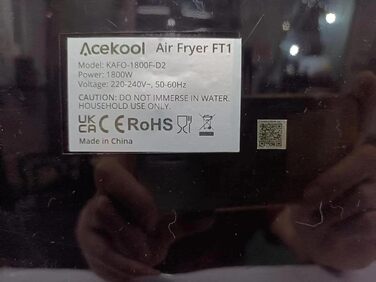 Acekool Air Fryer FT1
Model: KAFO-1800F-D2
Power: 1800W
Voltage: 220-240V~, 50-60Hz
CAUTION: DO NOT IMMERSE IN WATER.
HOUSEHOLD USE ONLY.
UK CA CE RoHS
Made in China